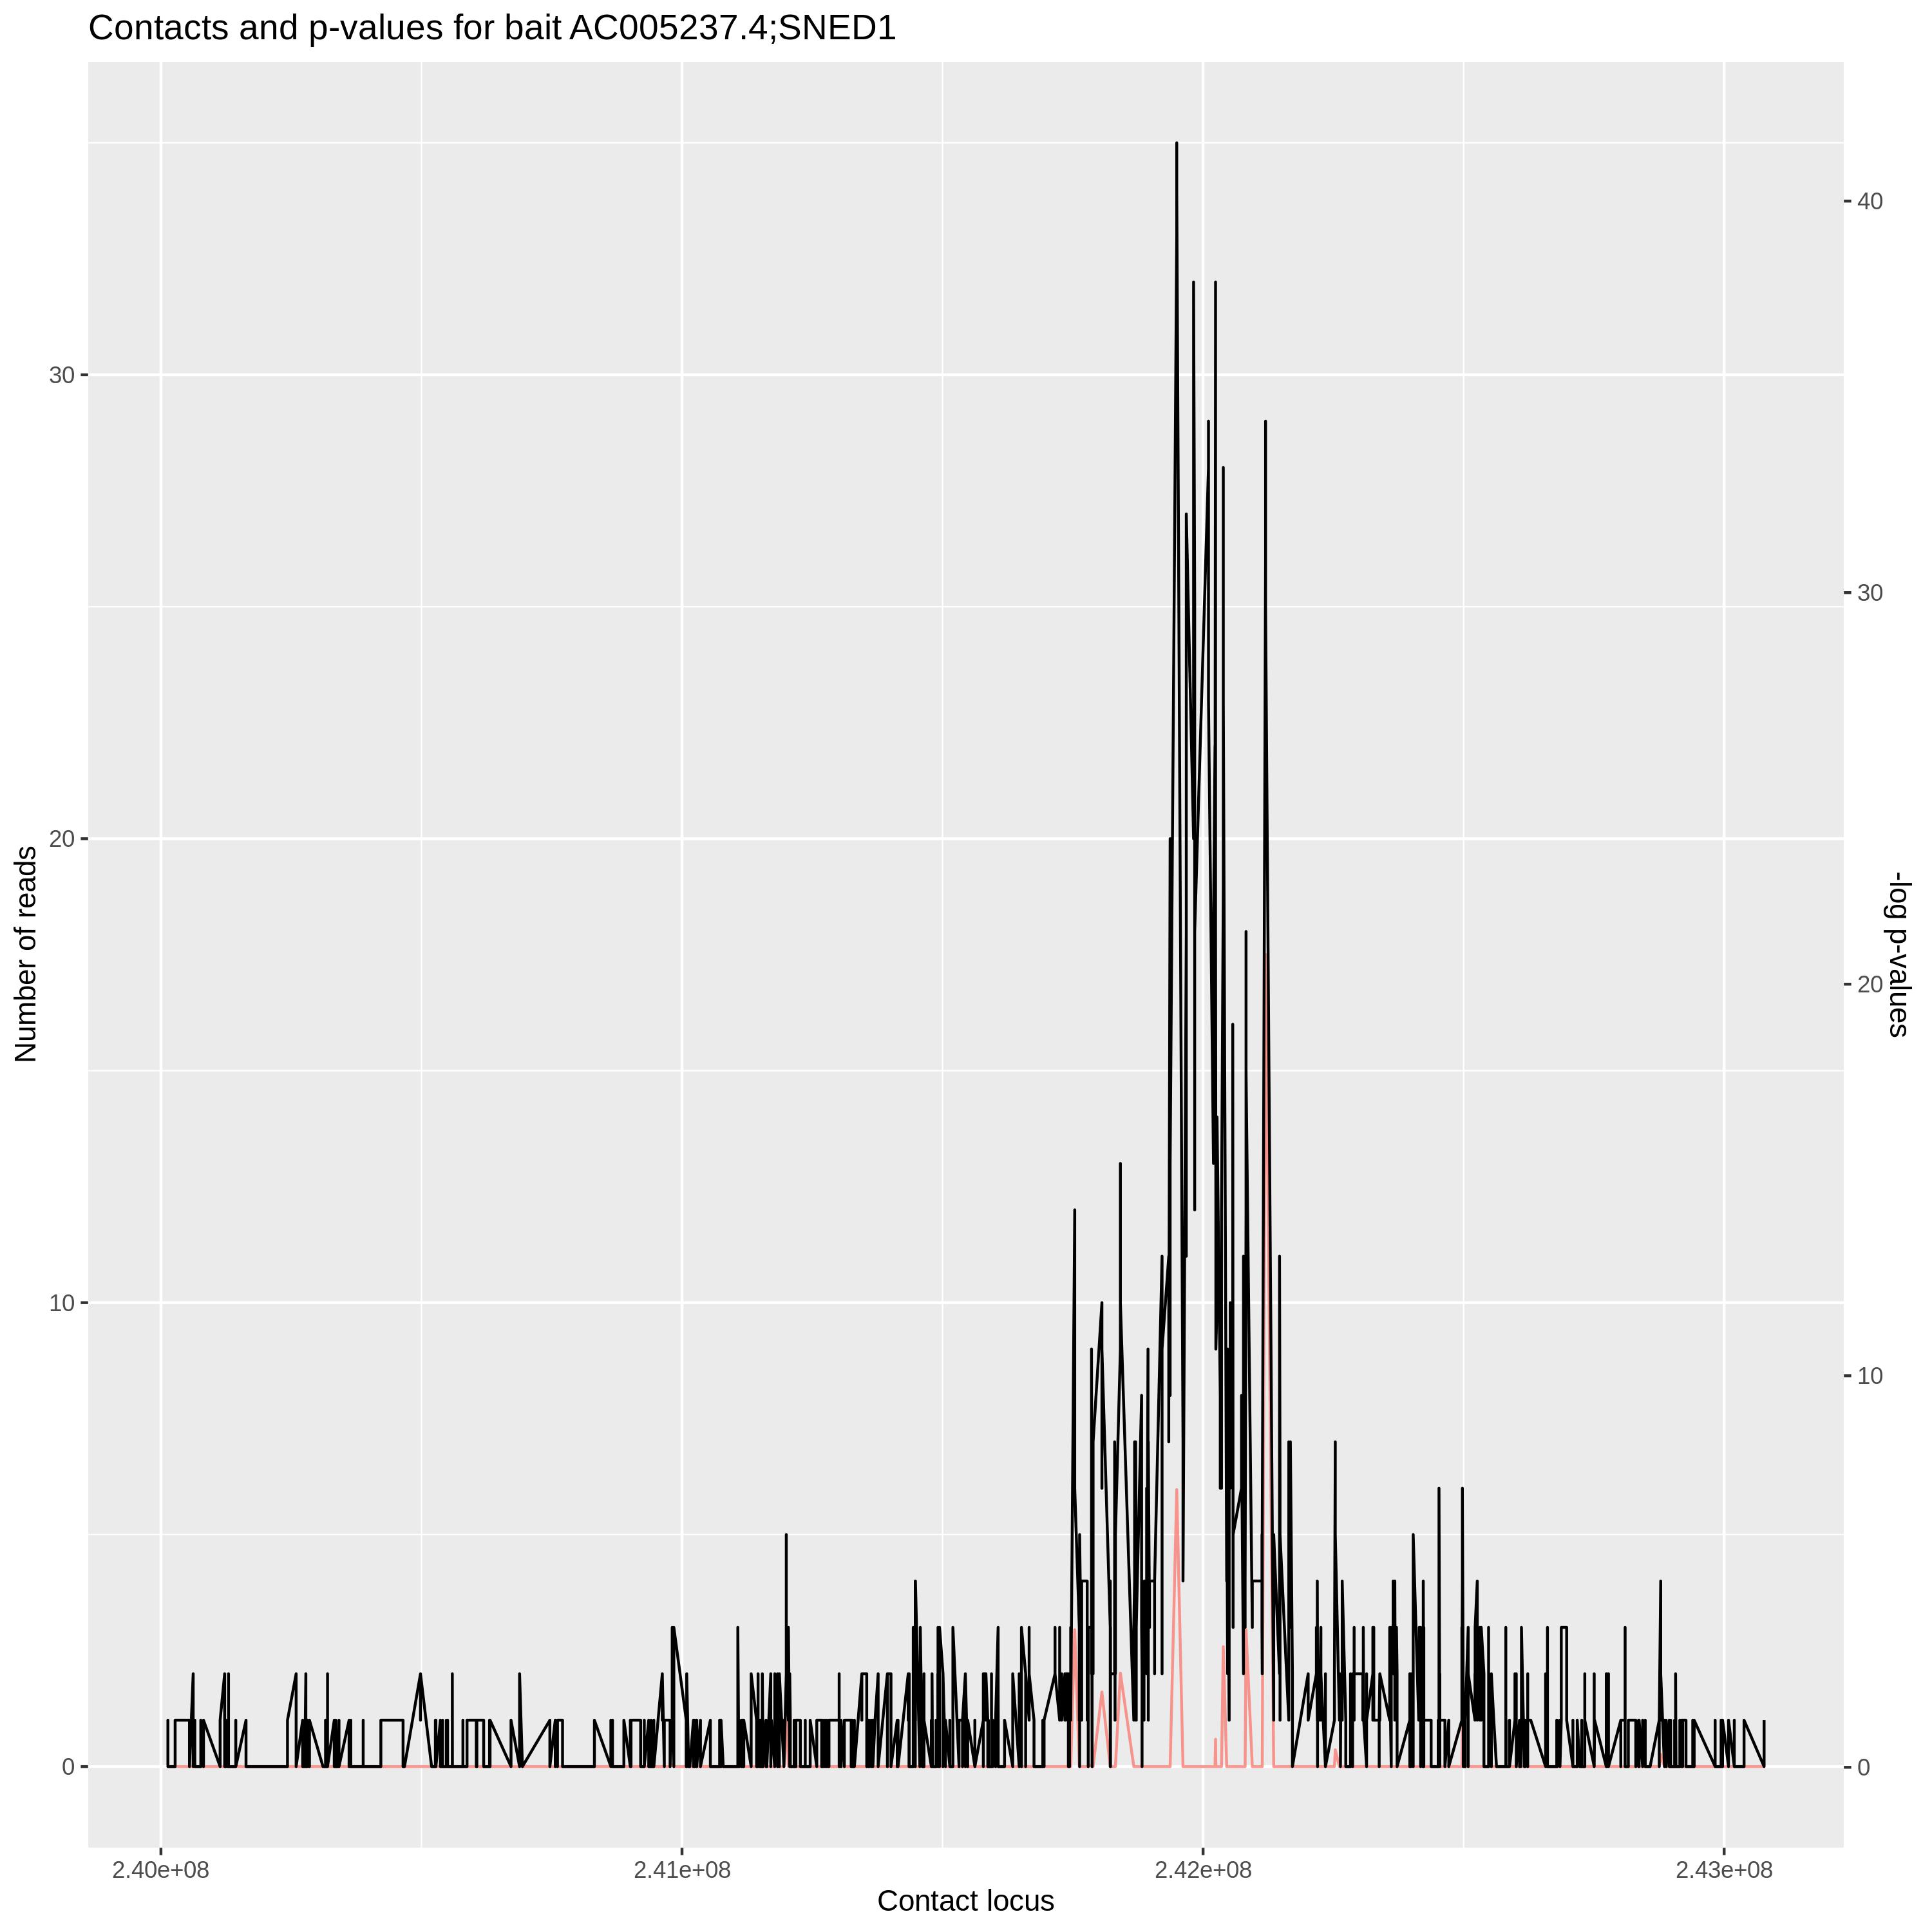 Contacts and p-values for bait AC005237.4;SNED1
Number of reads
30
20
10
0
40
30
20
10
0
-log p-values
2.40e+08
2.41e+08
2.42e+08
2.43e+08
Contact locus